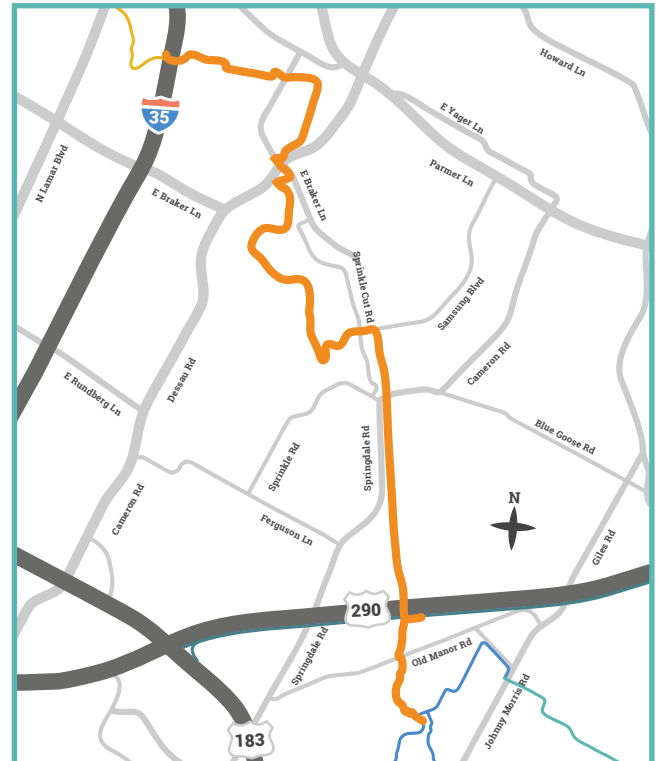 Howard Ln
35
E Yager Ln
N Lamar Blvd
Parmer Ln
E Braker Ln
E Braker Ln
Sprinkle Cut Rd
Samsung Blvd
Cameron Rd
E Rundberg Ln
Dessau Rd
Blue Goose Rd
Sprinkle Rd
Springdale Rd
N
Cameron Rd
Ferguson Ln
Giles Rd
290
Springdale Rd
Old Manor Rd
Johnny Morris Rd
183